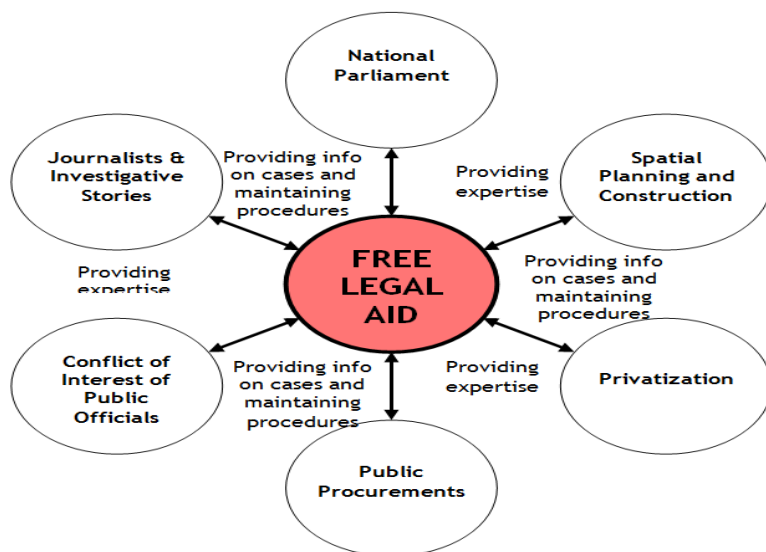 National
Parliament
Journalists &
Investigative
Stories
Providing info
on cases and
maintaining
procedures
Providing
expertise
Spatial
Planning and
Construction
FREE
LEGAL
AID
Providing
expertise
Providing info
on cases and
maintaining
procedures
Conflict of
Interest of
Public
Officials
Providing info
on cases and
maintaining
procedures
Providing
expertise
Privatization
Public
Procurements